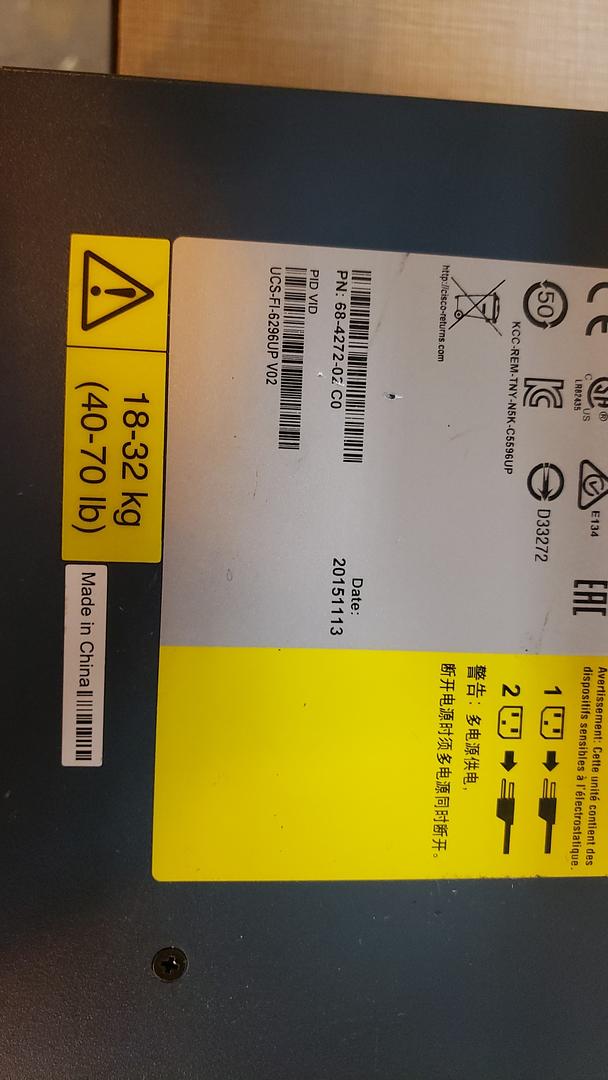 CE
C US ®
LR82435
E134
EAC
50
D33272
KCC-REM-TNY-N5K-C5596UP
http://cisco-returns.com
PN: 68-4272-02 C0
Date:
20151113
PID VID
UCS-FI-6296UP V02
Avertissement: Cette unité contient des
dispositifs sensibles à l'électrostatique.
1
2
警告：多电源供电，
断开电源时须多电源同时断开。
18-32 kg
(40-70 lb)
Made in China